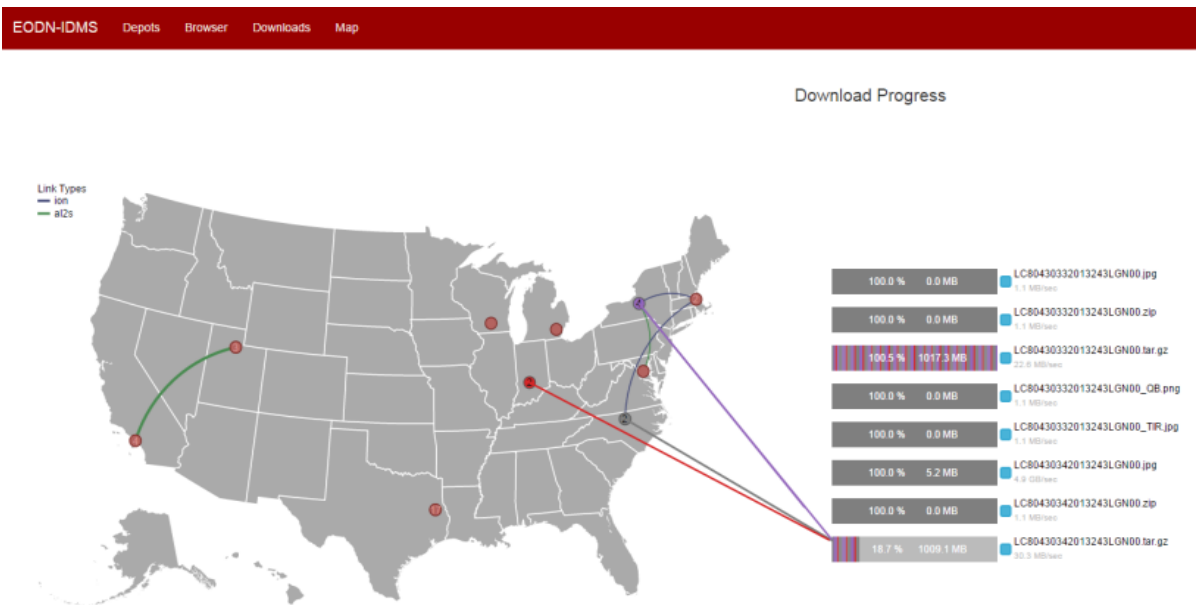 EODN-IDMS Depots Browser Downloads Map
Download Progress
Link Types
ion
al2s
100.0 % 0.0 MB LC80430332013243LGN00.jpg
1.1 MB/sec
100.0 % 0.0 MB LC80430332013243LGN00.zip
1.1 MB/sec
100.5 % 1017.3 MB LC80430332013243LGN00.tar.gz
22.6 MB/sec
100.0 % 0.0 MB LC80430332013243LGN00_QB.png
1.1 MB/sec
100.0 % 0.0 MB LC80430332013243LGN00_TIR.jpg
1.1 MB/sec
100.0 % 5.2 MB LC80430342013243LGN00.jpg
4.9 GB/sec
100.0 % 0.0 MB LC80430342013243LGN00.zip
1.1 MB/sec
18.7 % 1009.1 MB LC80430342013243LGN00.tar.gz
30.3 MB/sec